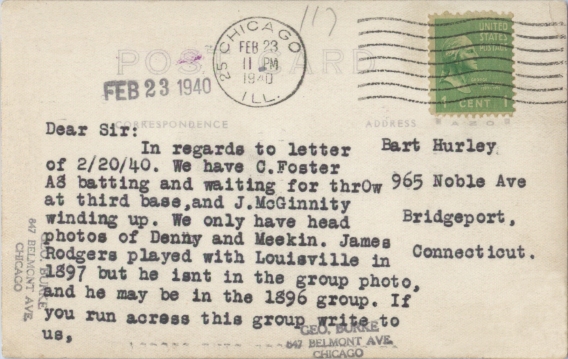 117
CHICAGO
FEB 23
11 PM
1940
ILL.
25
UNITED
STATES
POSTAGE
1 CENT 1
POST CARD
FEB 23 1940
CORRESPONDENCE
ADDRESS
Dear Sir:
In regards to letter
of 2/20/40. We have C.Foster
AS batting and waiting for thrOw
at third base,and J.McGinnity
winding up. We only have head
photos of Denny and Meekin. James
Rodgers played with Louisville in
1897 but he isnt in the group photo,
and he may be in the 1896 group. If
you run acress this group write to
us,
Bart Hurley
965 Noble Ave
Bridgeport,
Connecticut.
GEO. BURKE
847 BELMONT AVE.
CHICAGO
BURKE
847 BELMONT AVE.
CHICAGO